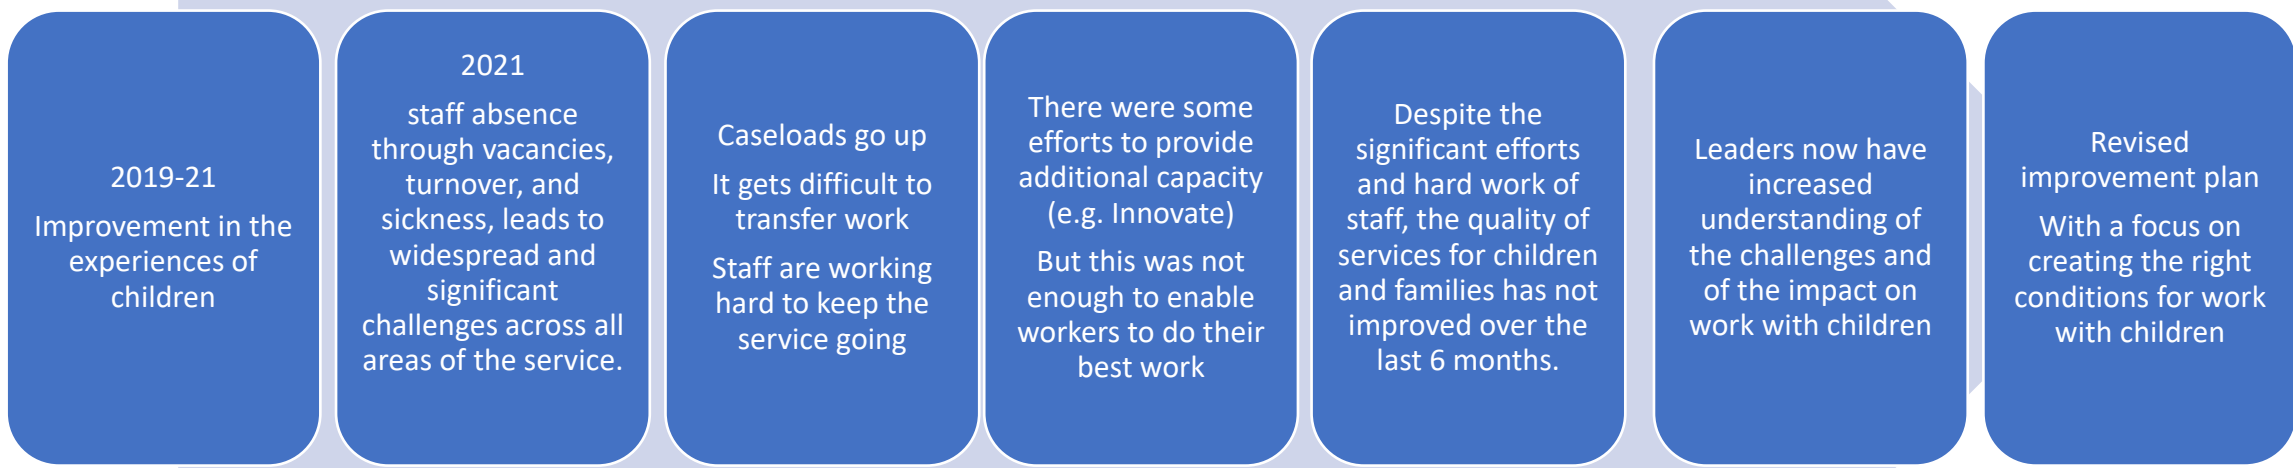 2019-21
Improvement in the
experiences of
children
2021
staff absence
through vacancies,
turnover, and
sickness, leads to
widespread and
significant
challenges across all
areas of the service.
Caseloads go up
It gets difficult to
transfer work
Staff are working
hard to keep the
service going
There were some
efforts to provide
additional capacity
(e.g. Innovate)
But this was not
enough to enable
workers to do their
best work
Despite the
significant efforts
and hard work of
staff, the quality of
services for children
and families has not
improved over the
last 6 months.
Leaders now have
increased
understanding of
the challenges and
of the impact on
work with children
Revised
improvement plan
With a focus on
creating the right
conditions for work
with children